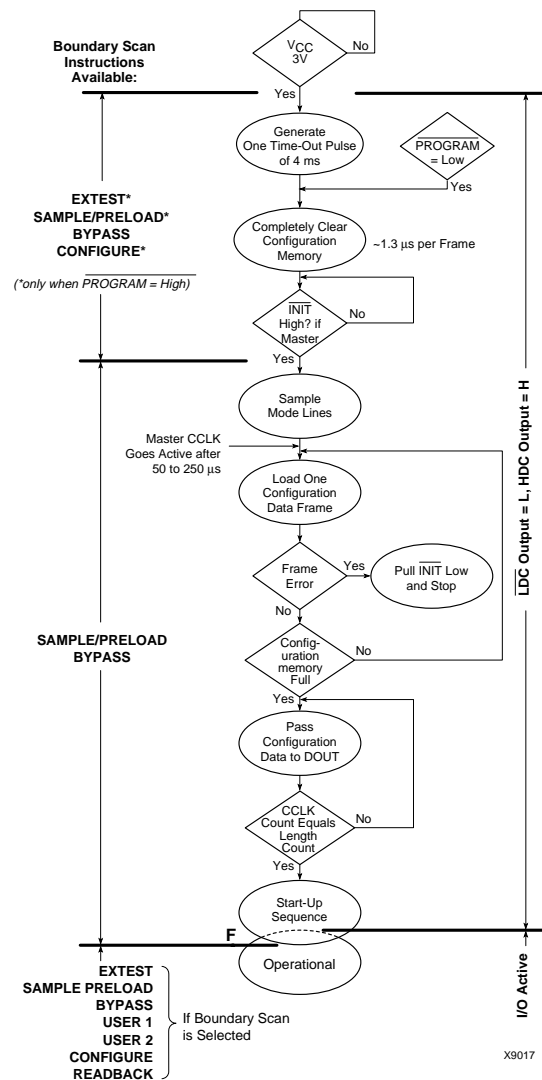 Boundary Scan
Instructions
Available:
VCC
3V
No
Yes
Generate
One Time-Out Pulse
of 4 ms
PROGRAM
= Low
Yes
EXTEST*
SAMPLE/PRELOAD*
BYPASS
CONFIGURE*
(*only when PROGRAM = High)
Completely Clear
Configuration
Memory
~1.3 μs per Frame
INIT
High? if
Master
No
Yes
Sample
Mode Lines
Master CCLK
Goes Active after
50 to 250 μs
Load One
Configuration
Data Frame
Frame
Error
Yes
Pull INIT Low
and Stop
No
SAMPLE/PRELOAD
BYPASS
Config-
uration
memory
Full
No
Yes
Pass
Configuration
Data to DOUT
CCLK
Count Equals
Length
Count
No
Yes
Start-Up
Sequence
F
Operational
LDC Output = L, HDC Output = H
I/O Active
EXTEST
SAMPLE PRELOAD
BYPASS
USER 1
USER 2
CONFIGURE
READBACK
If Boundary Scan
is Selected
X9017